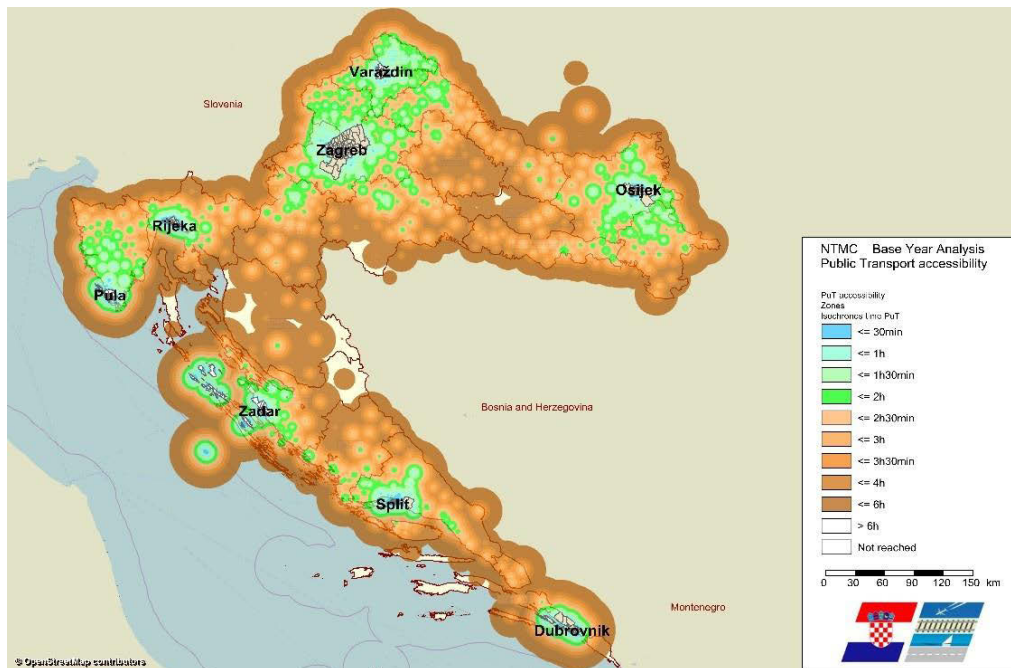 Varaždin
Slovenia
Zagreb
Osijek
Rijeka
Pula
Zadar
Bosnia and Herzegovina
Split
Dubrovnik
Montenegro
NTMC Base Year Analysis
Public Transport accessibility
PuT accessibility
Zones
Isochrones time PuT
<= 30min
<= 1h
<= 1h30min
<= 2h
<= 2h30min
<= 3h
<= 3h30min
<= 4h
<= 6h
> 6h
Not reached
0 30 60 90 120 150 km
© OpenStreetMap contributors